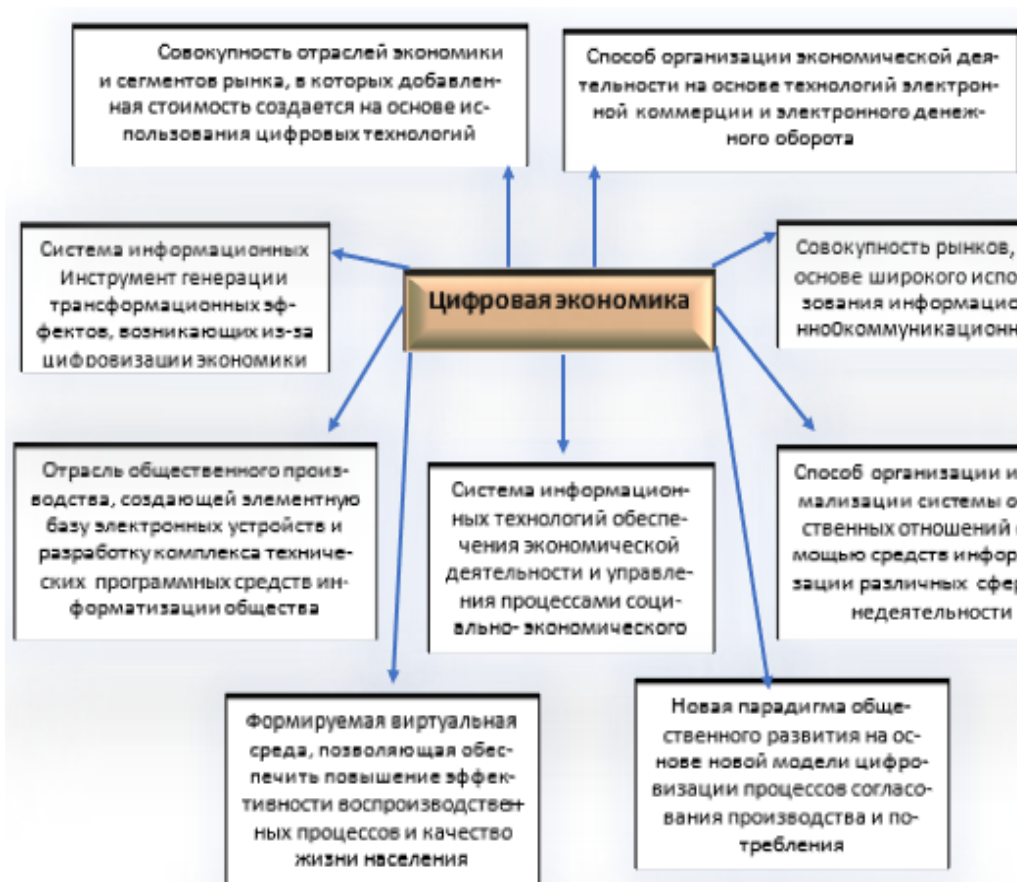 Совокупность отраслей экономики
и сегментов рынка, в которых добавлен-
ная стоимость создается на основе ис-
пользования цифровых технологий
Способ организации экономической дея-
тельности на основе технологий электрон-
ной коммерции и электронного денеж-
ного оборота
Система информационных
Инструмент генерации
трансформационных эф-
фектов, возникающих из-за
цифровизации экономики
Цифровая экономика
Совокупность рынков,
основе широкого испо
зования информацио
нно0коммуникационн
Отрасль общественного произ-
водства, создающей элементную
базу электронных устройств и
разработку комплекса техниче-
ских программных средств ин-
форматизации общества
Система информацион-
ных технологий обеспе-
чения экономической
деятельности и управле-
ния процессами соци-
ально- экономического
Способ организации и
мализации системы о
ственных отношений
мощью средств инфор
зации различных сфер
недеятельности
Формируемая виртуальная
среда, позволяющая обес-
печить повышение эффек-
тивности воспроизводствен-
ных процессов и качество
жизни населения
Новая парадигма обще-
ственного развития на ос-
нове новой модели цифро-
визации процессов согласо-
вания производства и по-
требления